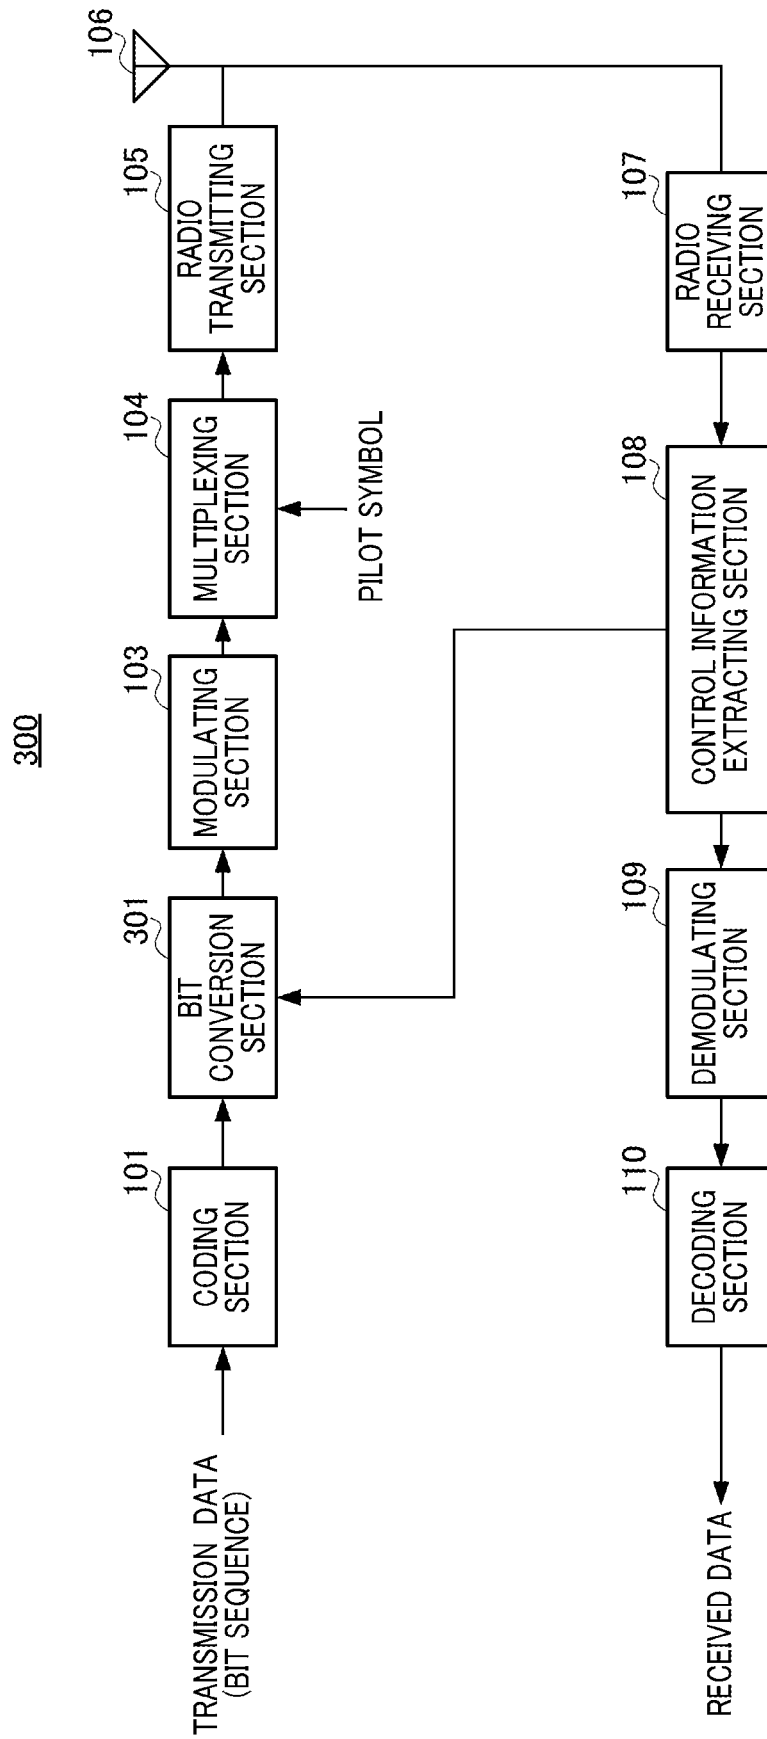 300
TRANSMISSION DATA
(BIT SEQUENCE)
101
CODING
SECTION
301
BIT
CONVERSION
SECTION
103
MODULATING
SECTION
104
MULTIPLEXING
SECTION
PILOT SYMBOL
105
RADIO
TRANSMITTING
SECTION
106
RECEIVED DATA
110
DECODING
SECTION
109
DEMODULATING
SECTION
108
CONTROL INFORMATION
EXTRACTING SECTION
107
RADIO
RECEIVING
SECTION